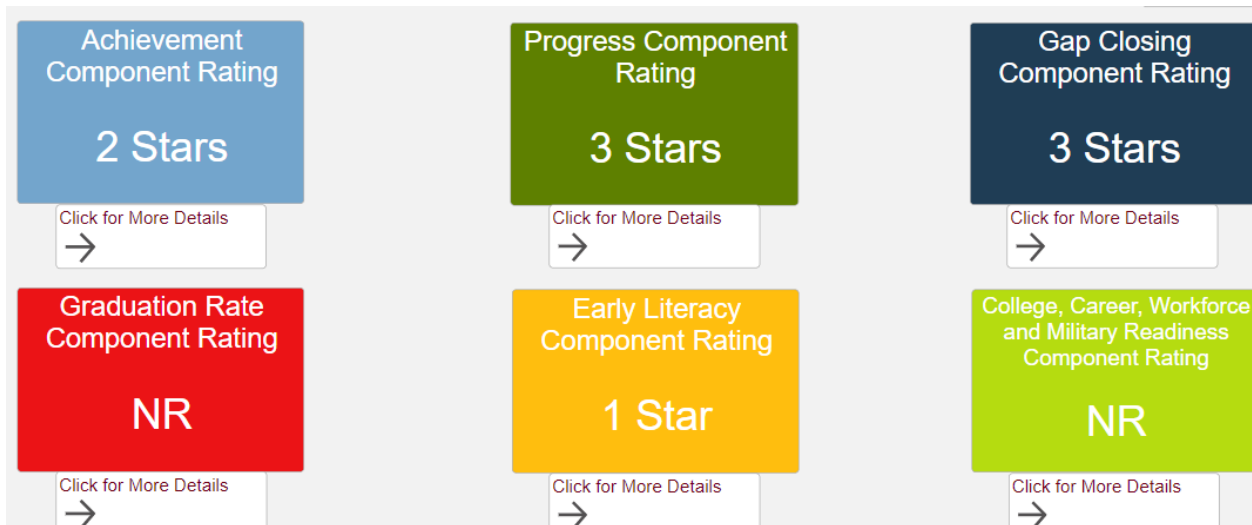 Achievement
Component Rating
2 Stars
Click for More Details
Progress Component
Rating
3 Stars
Click for More Details
Gap Closing
Component Rating
3 Stars
Click for More Details
Graduation Rate
Component Rating
NR
Click for More Details
Early Literacy
Component Rating
1 Star
Click for More Details
College, Career, Workforce
and Military Readiness
Component Rating
NR
Click for More Details